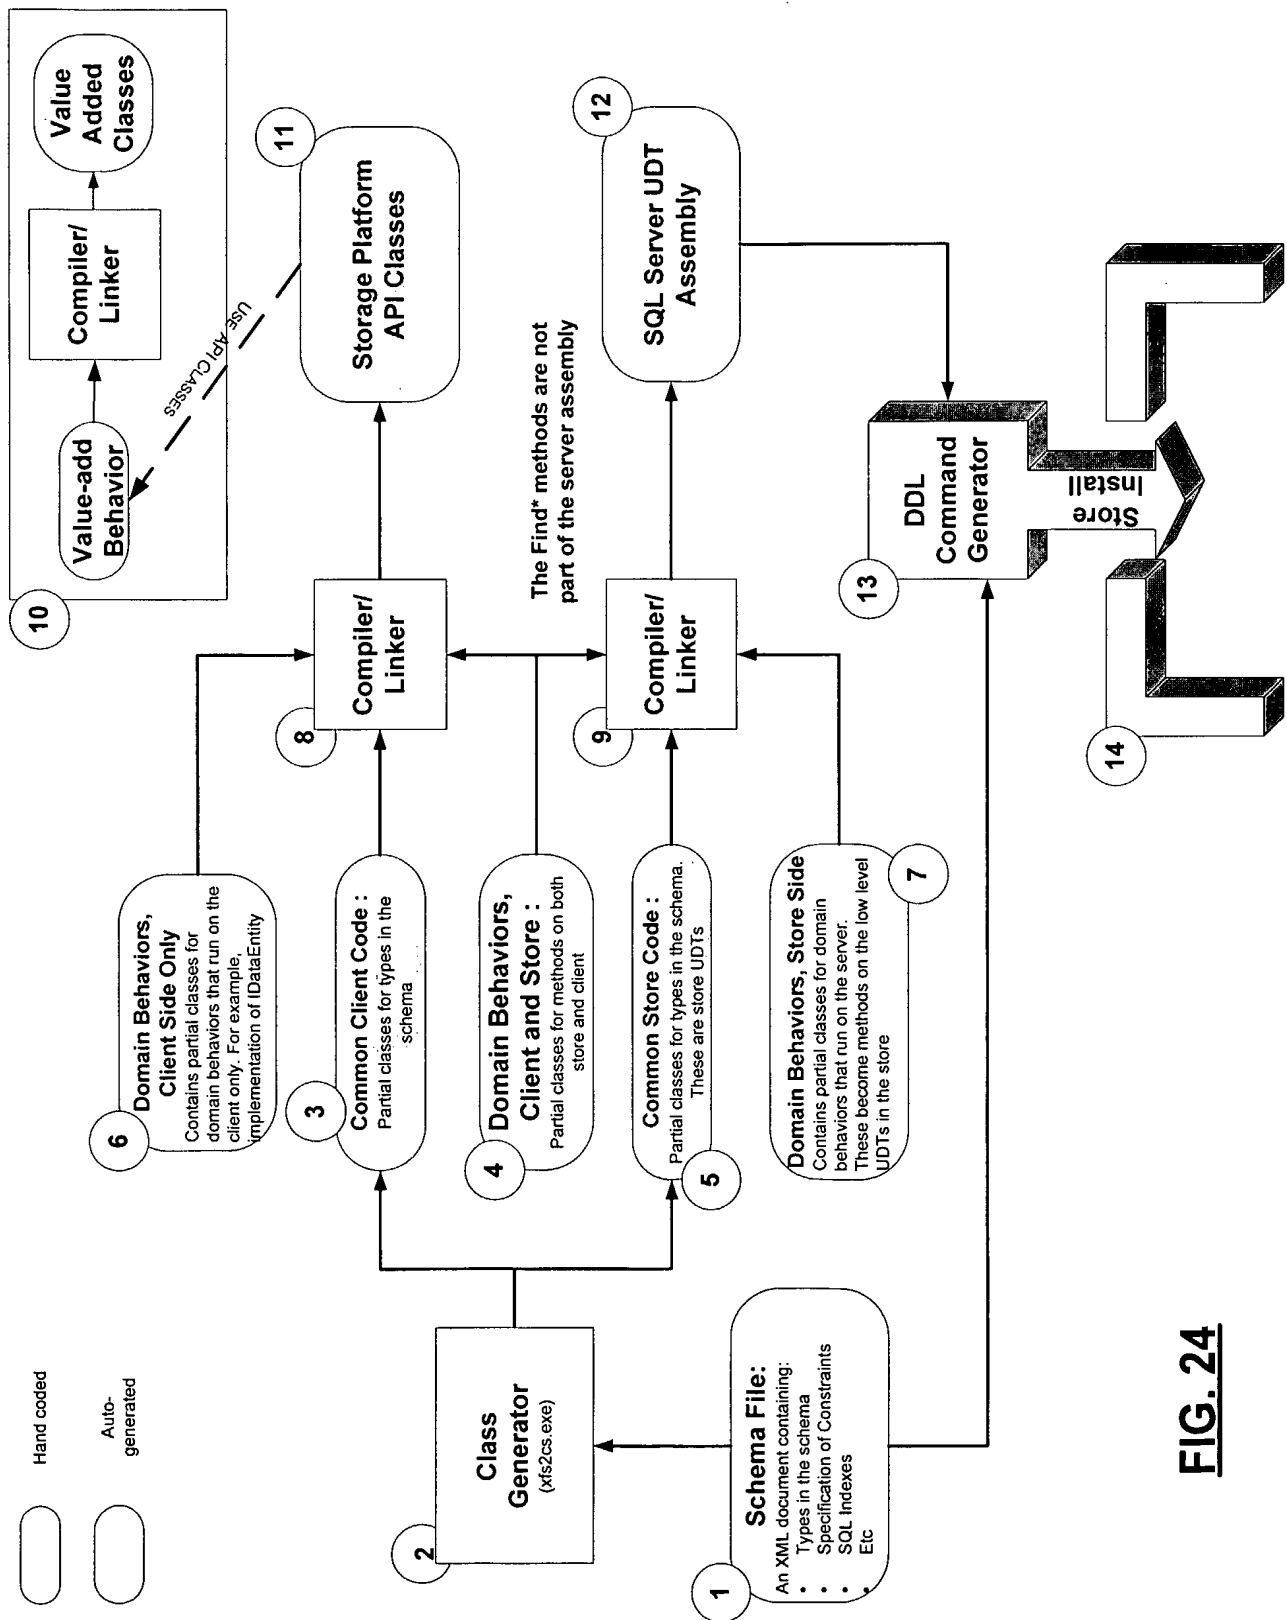 Hand coded
Auto-
generated
1
Schema File:
An XML document containing:
• Types in the schema
• Specification of Constraints
• SQL Indexes
• Etc
2
Class
Generator
(xfs2cs.exe)
6
Domain Behaviors,
Client Side Only
Contains partial classes for
domain behaviors that run on the
client only. For example,
implementation of IDataEntity
3
Common Client Code :
Partial classes for types in the
schema
4
Domain Behaviors,
Client and Store :
Partial classes for methods on both
store and client
5
Common Store Code :
Partial classes for types in the schema.
These are store UDTs
7
Domain Behaviors, Store Side
Contains partial classes for domain
behaviors that run on the server.
These become methods on the low level
UDTs in the store
8
Compiler/
Linker
9
Compiler/
Linker
The Find* methods are not
part of the server assembly
10
Value-add
Behavior
Compiler/
Linker
Value
Added
Classes
USE API CLASSES
11
Storage Platform
API Classes
12
SQL Server UDT
Assembly
13
DDL
Command
Generator
Store
Install
14
FIG. 24